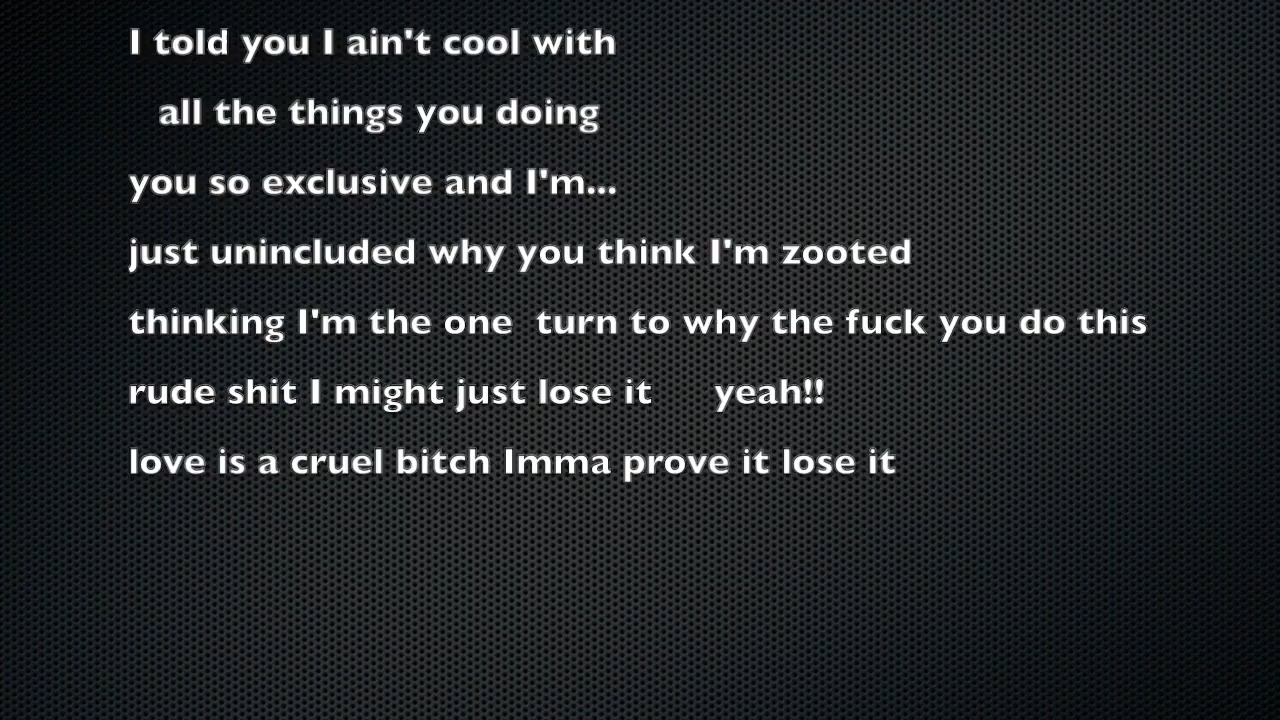 I told you I ain't cool with
all the things you doing
you so exclusive and I'm...
just unincluded why you think I'm zooted
thinking I'm the one  turn to why the fuck you do this
rude shit I might just lose it      yeah!!
love is a cruel bitch Imma prove it lose it